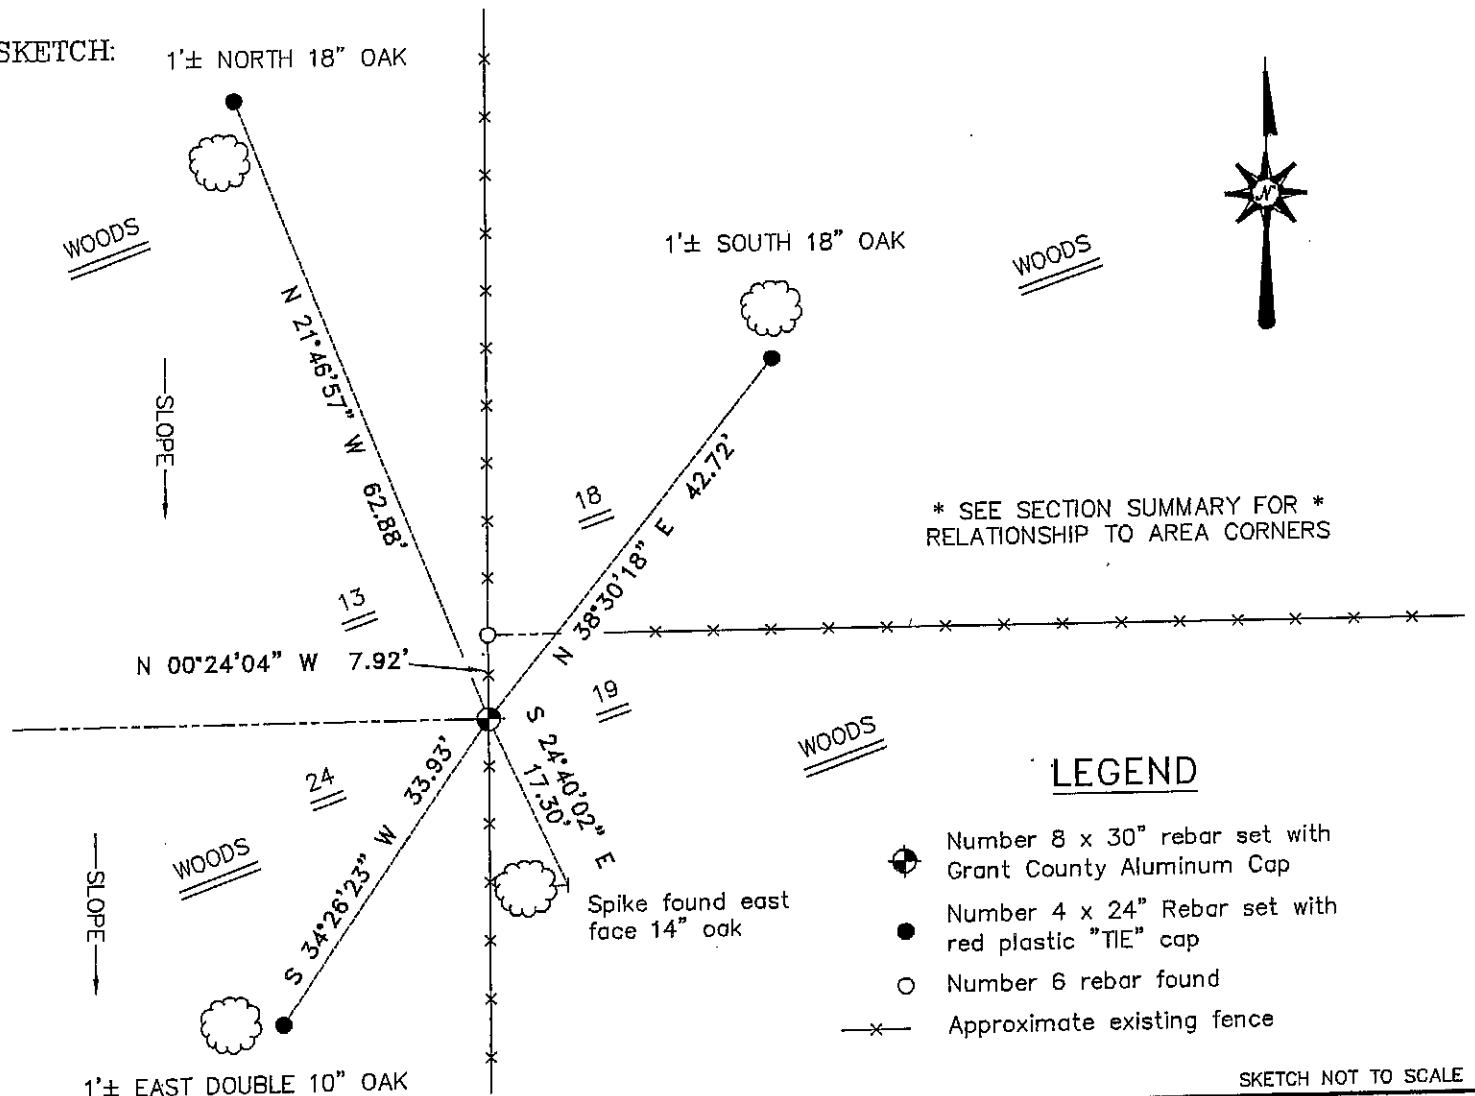 SKETCH:
1'± NORTH 18" OAK
WOODS
1'± SOUTH 18" OAK
WOODS
N
N 21°46'57" W 62.88'
SLOPE
N 38°30'18" E 42.72'
18
* SEE SECTION SUMMARY FOR *
RELATIONSHIP TO AREA CORNERS
13
N 00°24'04" W 7.92'
19
S 24°40'02" E
17.30'
WOODS
24
S 34°26'23" W 33.93'
WOODS
SLOPE
Spike found east
face 14" oak
1'± EAST DOUBLE 10" OAK
LEGEND
Number 8 x 30" rebar set with
Grant County Aluminum Cap
Number 4 x 24" Rebar set with
red plastic "TIE" cap
Number 6 rebar found
Approximate existing fence
SKETCH NOT TO SCALE